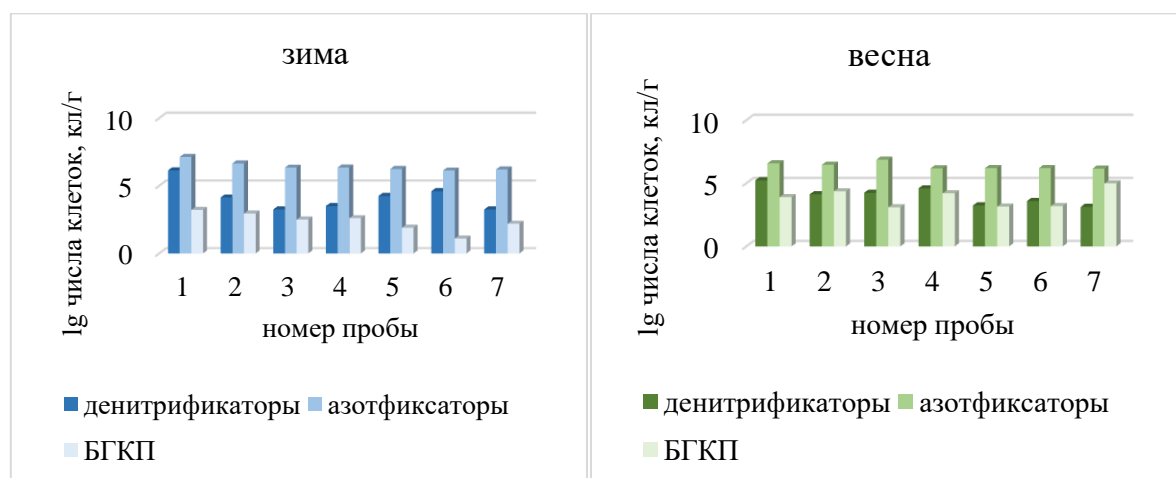 зима
lg числа клеток, кл/г
10
5
0
1 2 3 4 5 6 7
номер пробы
денитрификаторы азотфиксаторы
БГКП
весна
lg числа клеток, кл/г
10
5
0
1 2 3 4 5 6 7
номер пробы
денитрификаторы азотфиксаторы
БГКП